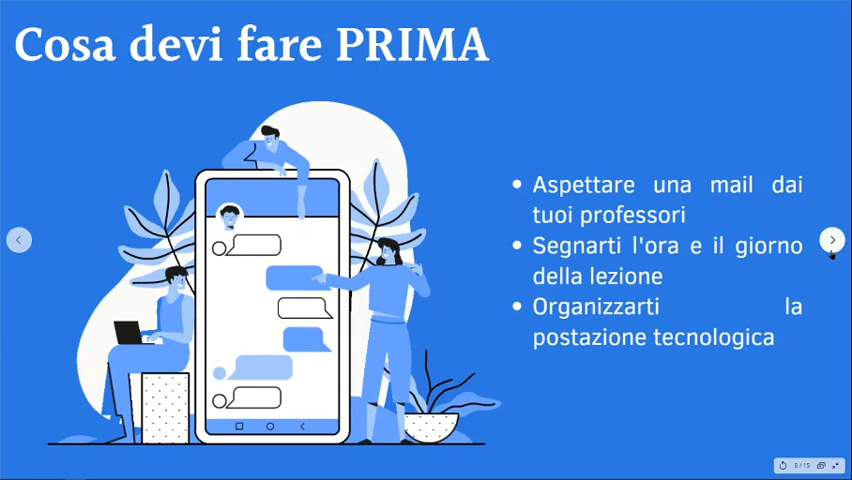 Cosa devi fare PRIMA
• Aspettare una mail dai
tuoi professori
• Segnarti l'ora e il giorno
della lezione
• Organizzarti la
postazione tecnologica
8/15